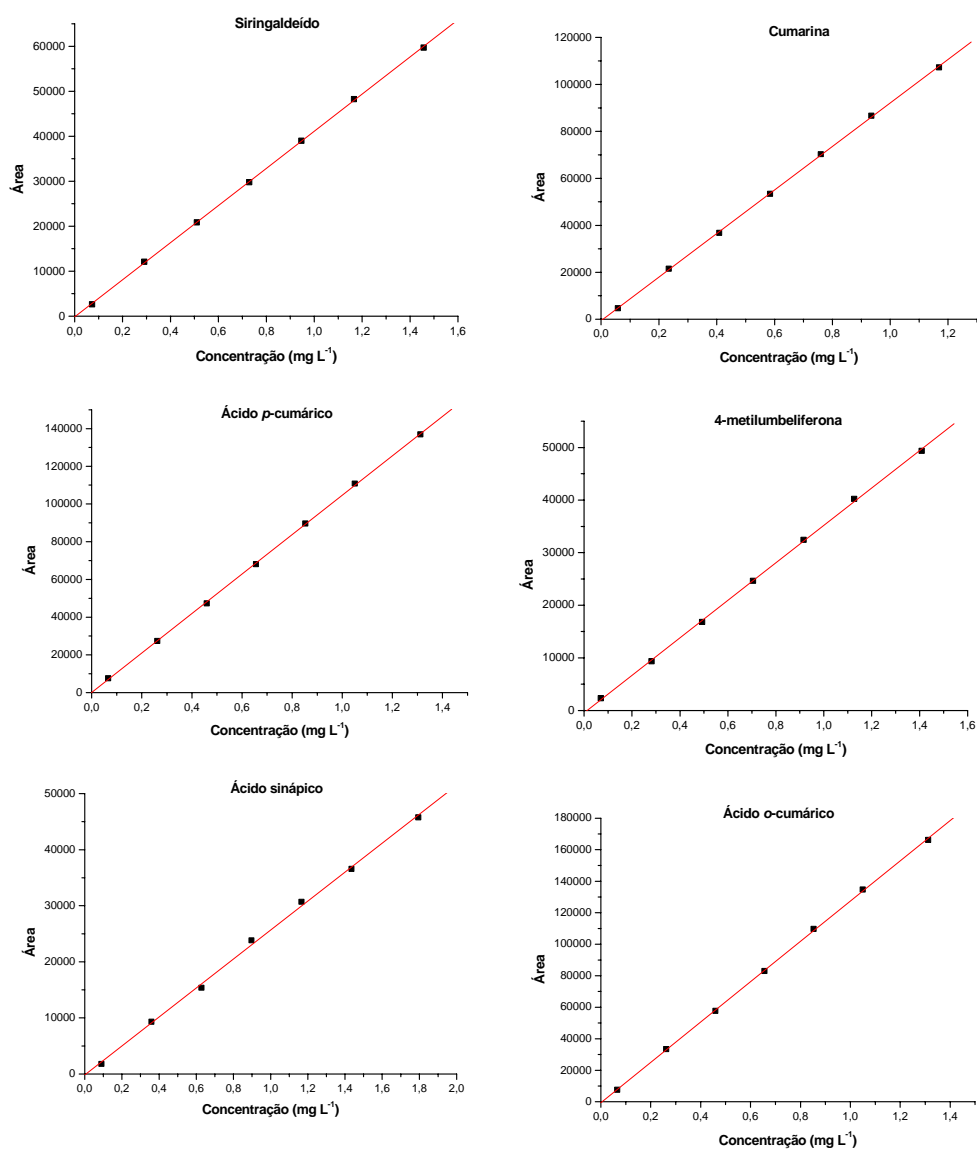 Siringaldeído
60000
50000
40000
30000
20000
10000
0
Área
0,0 0,2 0,4 0,6 0,8 1,0 1,2 1,4 1,6
Concentração (mg L⁻¹)
Cumarina
120000
100000
80000
60000
40000
20000
0
Área
0,0 0,2 0,4 0,6 0,8 1,0 1,2
Concentração (mg L⁻¹)
Ácido p-cumárico
140000
120000
100000
80000
60000
40000
20000
0
Área
0,0 0,2 0,4 0,6 0,8 1,0 1,2 1,4
Concentração (mg L⁻¹)
4-metilumbeliferona
50000
40000
30000
20000
10000
0
Área
0,0 0,2 0,4 0,6 0,8 1,0 1,2 1,4 1,6
Concentração (mg L⁻¹)
Ácido sinápico
50000
40000
30000
20000
10000
0
Área
0,0 0,2 0,4 0,6 0,8 1,0 1,2 1,4 1,6 1,8 2,0
Concentração (mg L⁻¹)
Ácido o-cumárico
180000
160000
140000
120000
100000
80000
60000
40000
20000
0
Área
0,0 0,2 0,4 0,6 0,8 1,0 1,2 1,4
Concentração (mg L⁻¹)